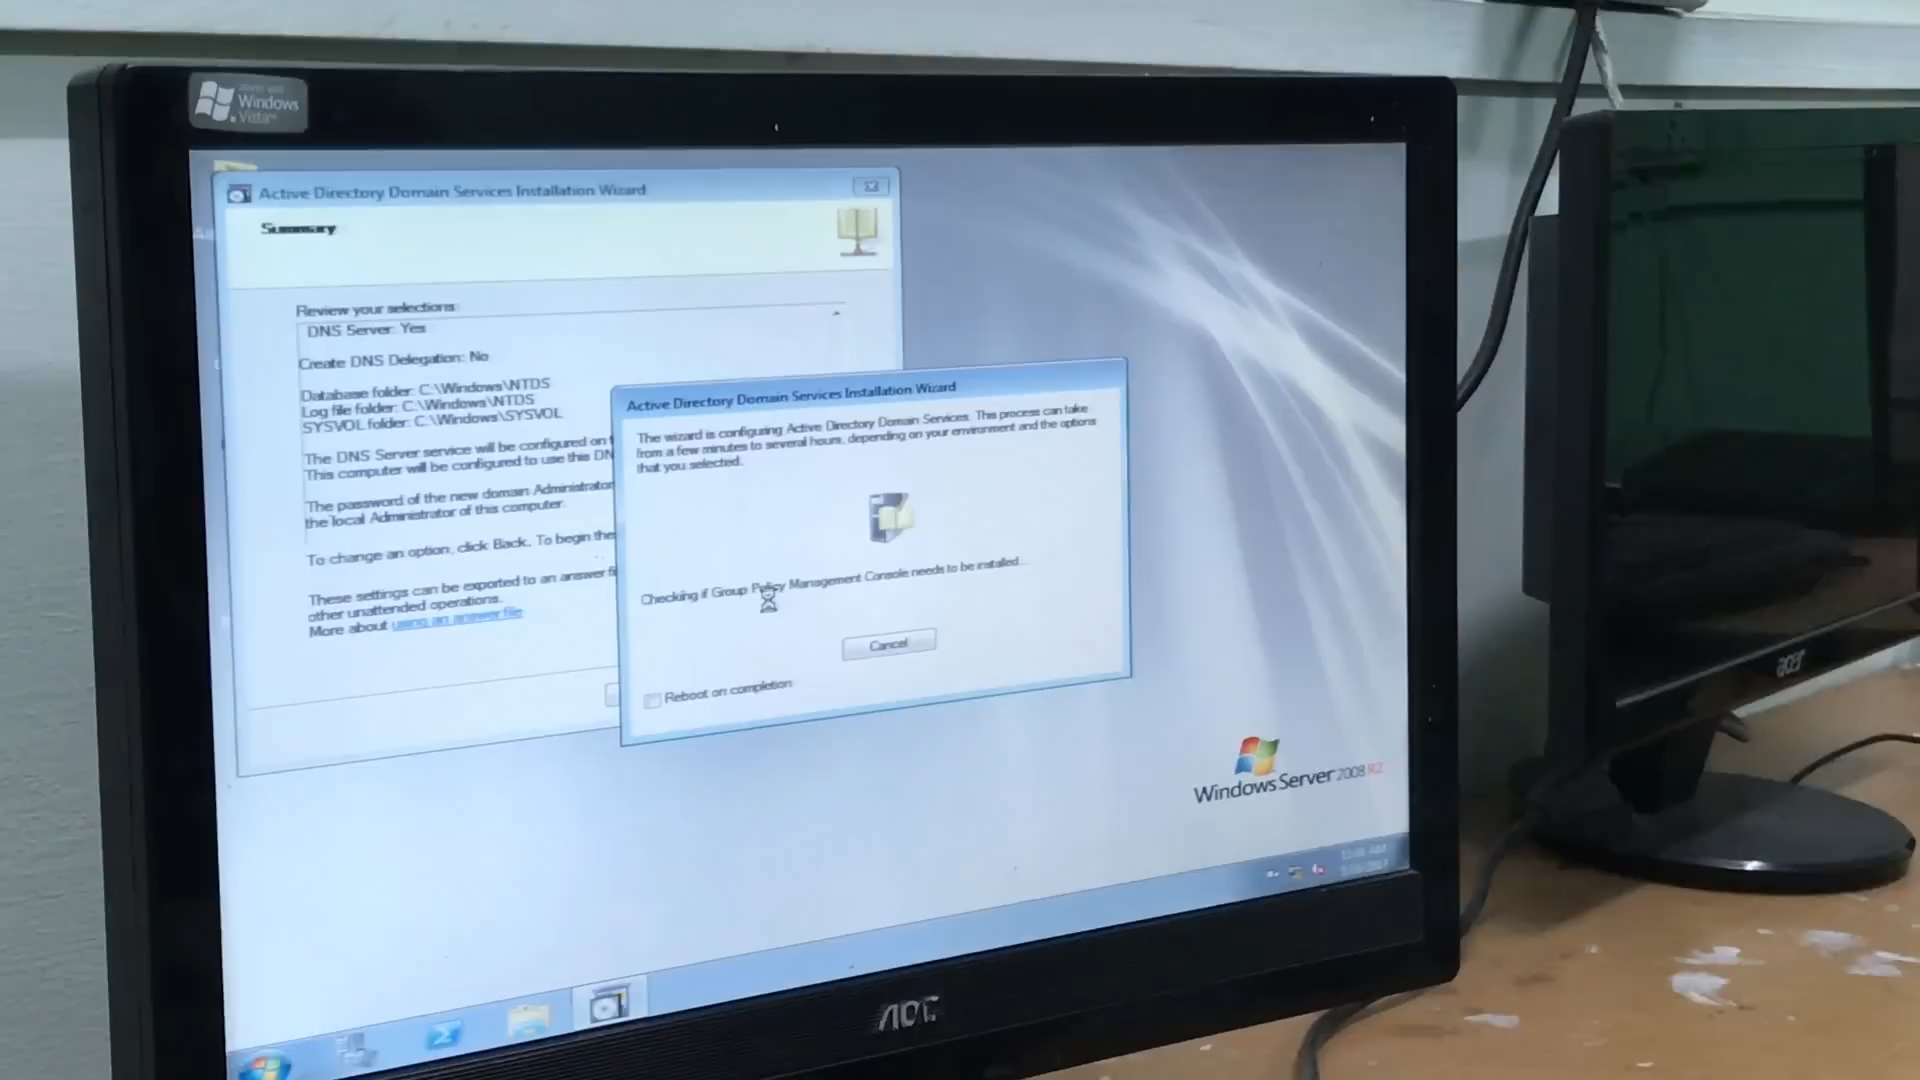 Windows
Vista
Active Directory Domain Services Installation Wizard
Summary
Review your selections:
DNS Server: Yes
Create DNS Delegation: No
Database folder: C:\Windows\NTDS
Log file folder: C:\Windows\NTDS
SYSVOL folder: C:\Windows\SYSVOL
The DNS Server service will be configured on
This computer will be configured to use this DN
The password of the new domain Administrator
the local Administrator of this computer.
To change an option, click Back. To begin the
These settings can be exported to an answer fi
other unattended operations.
More about using an answer file
Active Directory Domain Services Installation Wizard
The wizard is configuring Active Directory Domain Services. This process can take
from a few minutes to several hours, depending on your environment and the options
that you selected.
Checking if Group Policy Management Console needs to be installed...
Cancel
Reboot on completion
Windows Server 2008 R2
AOC
acer